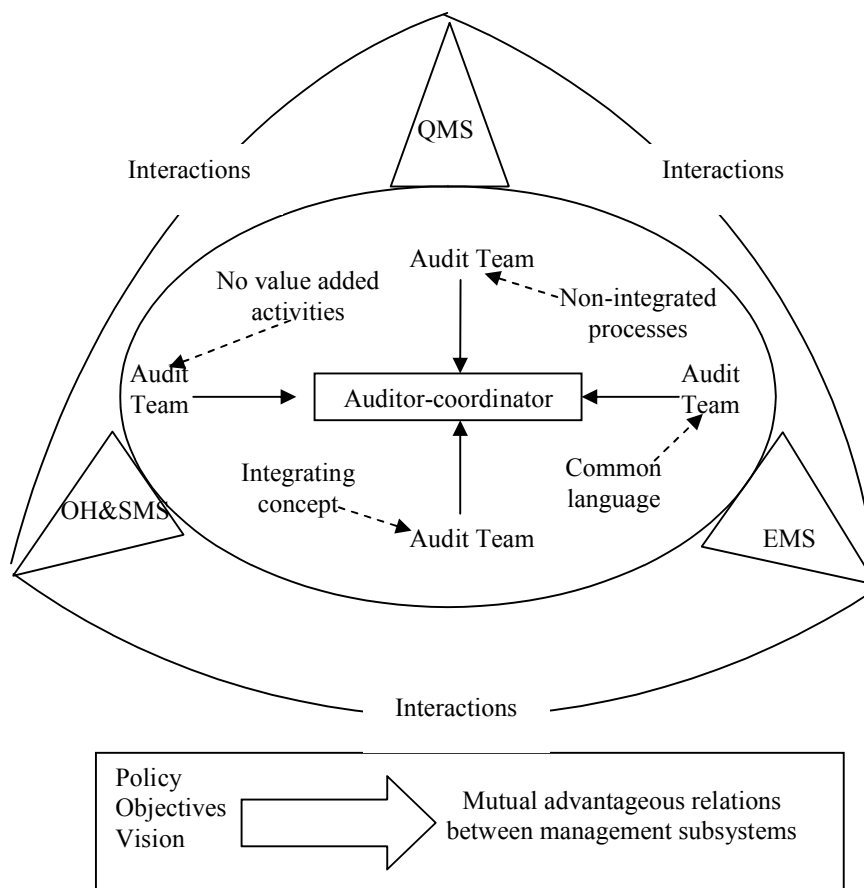 QMS
Interactions
Interactions
Audit Team
No value added
activities
Non-integrated
processes
Audit
Team
Auditor-coordinator
Audit
Team
Integrating
concept
Common
language
Audit Team
OH&SMS
EMS
Interactions
Policy
Objectives
Vision
Mutual advantageous relations
between management subsystems